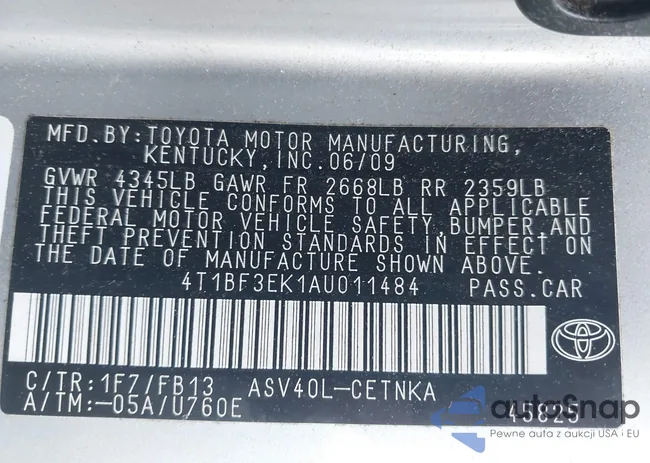 MFD.BY:TOYOTA MOTOR MANUFACTURING,
KENTUCKY,INC.06/09
GVWR 4345LB GAWR FR 2668LB RR 2359LB
THIS VEHICLE CONFORMS TO ALL APPLICABLE
FEDERAL MOTOR VEHICLE SAFETY,BUMPER,AND
THEFT PREVENTION STANDARDS IN EFFECT ON
THE DATE OF MANUFACTURE SHOWN ABOVE.
4T1BF3EK1AU011484 PASS.CAR
C/TR:1F7/FB13 ASV40L-CETNKA
A/TM:-05A/U760E 45825
autoSnap
Pewne auta z aukcji USA i EU